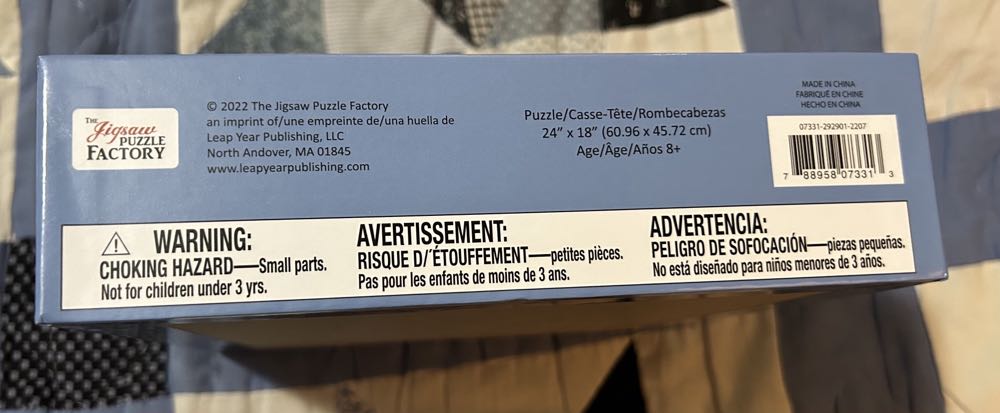 THE
Jigsaw
PUZZLE
FACTORY
© 2022 The Jigsaw Puzzle Factory
an imprint of/une empreinte de/una huella de
Leap Year Publishing, LLC
North Andover, MA 01845
www.leapyearpublishing.com
Puzzle/Casse-Tête/Rombecabezas
24” x 18” (60.96 x 45.72 cm)
Age/Âge/Años 8+
MADE IN CHINA
FABRIQUÉ EN CHINE
HECHO EN CHINA
07331-292901-2207
7 88958 07331 3
WARNING:
CHOKING HAZARD—Small parts.
Not for children under 3 yrs.
AVERTISSEMENT:
RISQUE D/´ÉTOUFFEMENT—petites pièces.
Pas pour les enfants de moins de 3 ans.
ADVERTENCIA:
PELIGRO DE SOFOCACIÓN—piezas pequeñas.
No está diseñado para niños menores de 3 años.